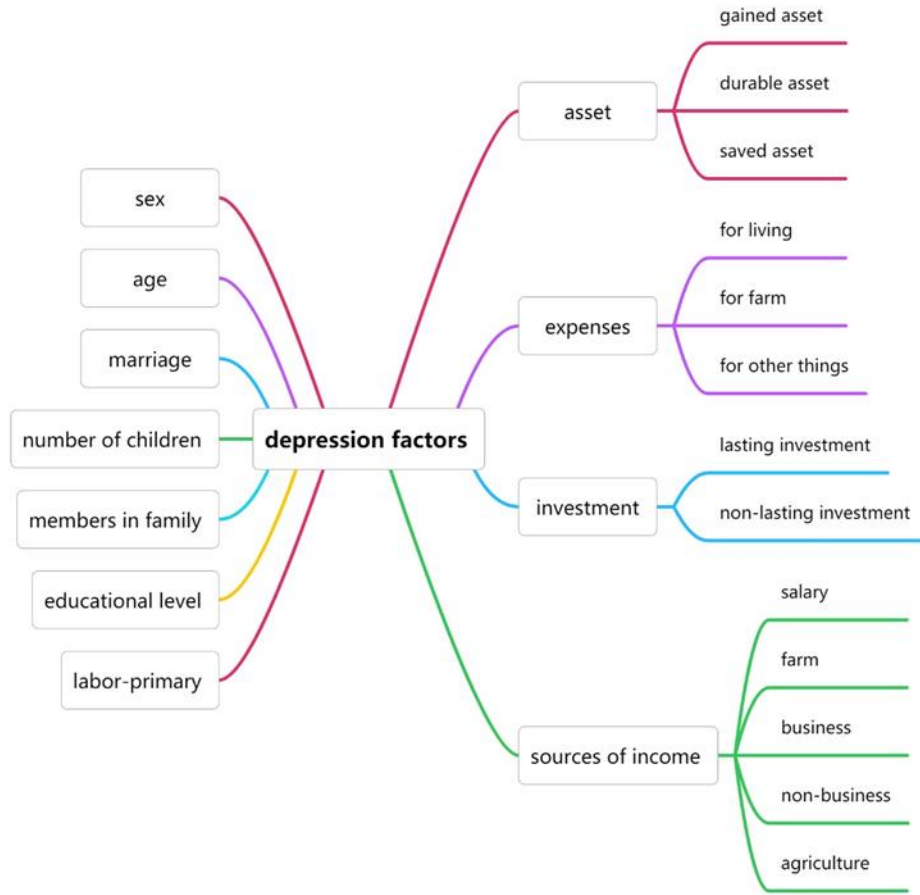 sex
age
marriage
number of children
members in family
educational level
labor-primary
depression factors
asset
gained asset
durable asset
saved asset
expenses
for living
for farm
for other things
investment
lasting investment
non-lasting investment
sources of income
salary
farm
business
non-business
agriculture